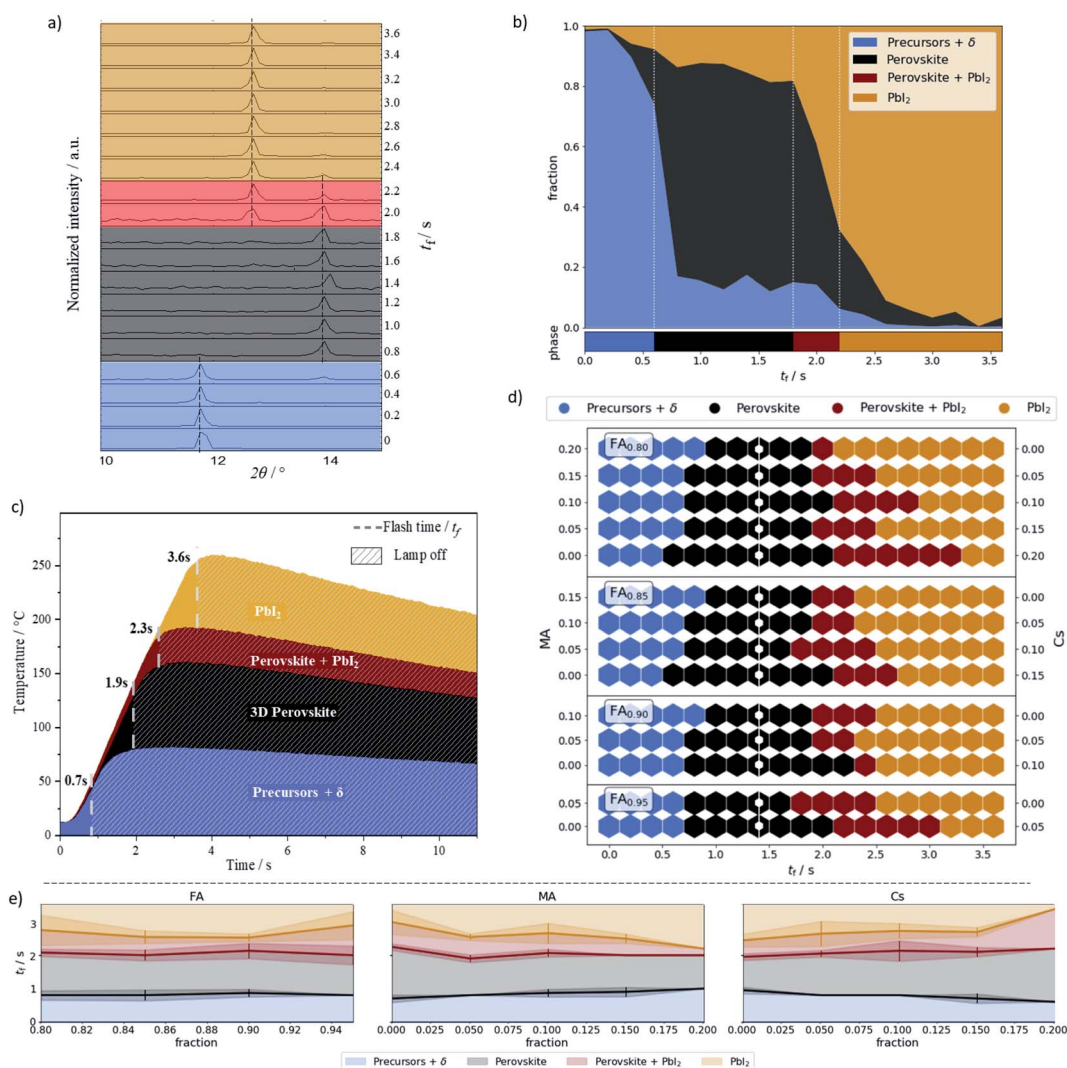 a)
Normalized intensity / a.u.
3.6
3.4
3.2
3.0
2.8
2.6
2.4
2.2
2.0
1.8
1.6
1.4
1.2
1.0
0.8
0.6
0.4
0.2
0
t_f / s
10 12 14
2θ / °
b)
fraction
1.0
0.8
0.6
0.4
0.2
0.0
Precursors + δ
Perovskite
Perovskite + PbI₂
PbI₂
phase
0.0 0.5 1.0 1.5 2.0 2.5 3.0 3.5
t_f / s
c)
Temperature / °C
250
200
150
100
50
0
Flash time / t_f
Lamp off
3.6s
2.3s
1.9s
0.7s
PbI₂
Perovskite + PbI₂
3D Perovskite
Precursors + δ
0 2 4 6 8 10
Time / s
d)
Precursors + δ Perovskite Perovskite + PbI₂ PbI₂
MA
Cs
FA₀.₈₀
0.20 0.00
0.15 0.05
0.10 0.10
0.05 0.15
0.00 0.20
FA₀.₈₅
0.15 0.00
0.10 0.05
0.05 0.10
0.00 0.15
FA₀.₉₀
0.10 0.00
0.05 0.05
0.00 0.10
FA₀.₉₅
0.05 0.00
0.00 0.05
0.0 0.5 1.0 1.5 2.0 2.5 3.0 3.5
t_f / s
e)
FA MA Cs
t_f / s
3
2
1
0
0.80 0.82 0.84 0.86 0.88 0.90 0.92 0.94
fraction
3
2
1
0
0.000 0.025 0.050 0.075 0.100 0.125 0.150 0.175 0.200
fraction
3
2
1
0
0.000 0.025 0.050 0.075 0.100 0.125 0.150 0.175 0.200
fraction
Precursors + δ Perovskite Perovskite + PbI₂ PbI₂